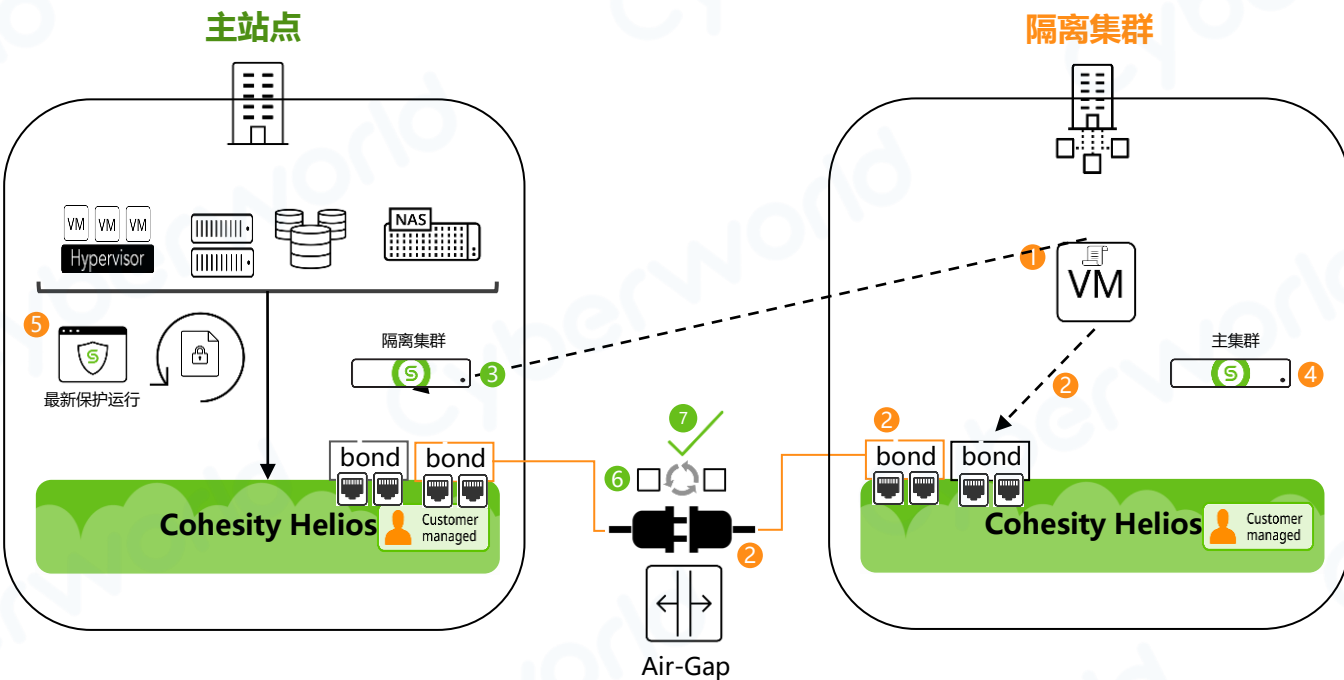 主站点
隔离集群
VM VM VM
Hypervisor
NAS
1
VM
5
最新保护运行
隔离集群
3
主集群
4
2
7
2
bond
bond
6
bond
bond
Cohesity Helios
Customer
managed
2
Cohesity Helios
Customer
managed
Air-Gap
Cyberworld